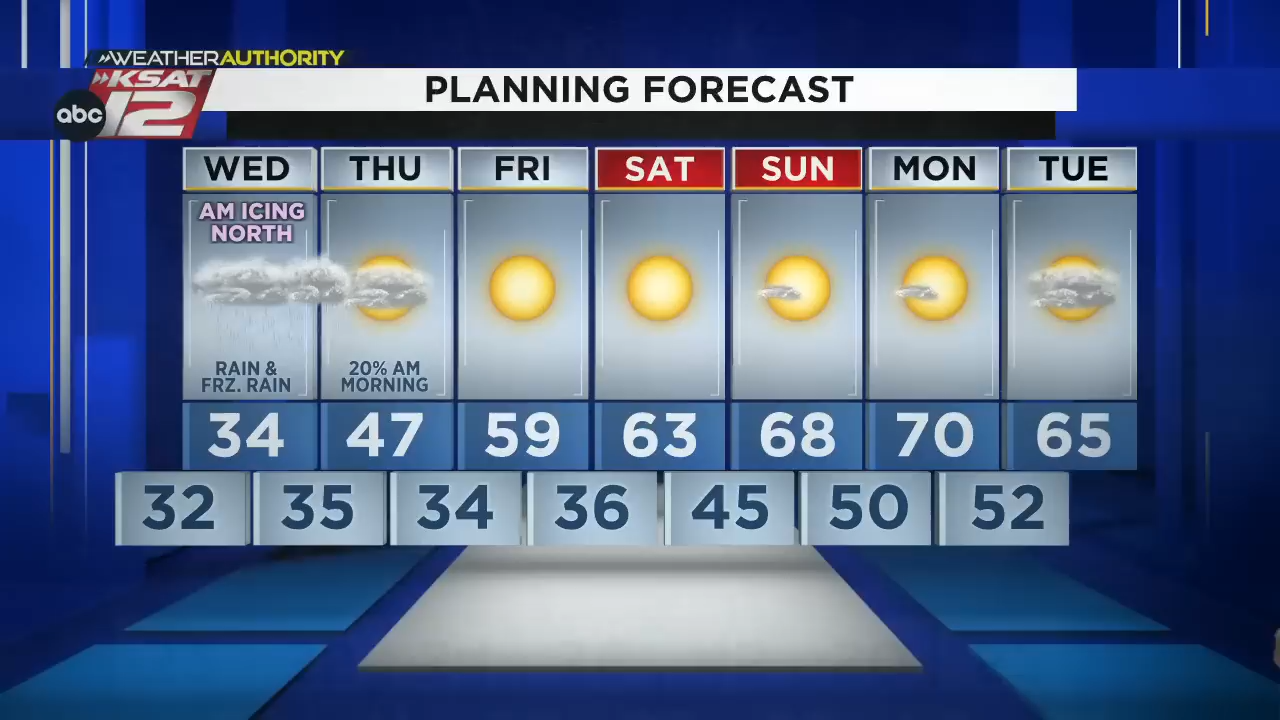 WEATHERAUTHORITY
KSAT
abc 12
PLANNING FORECAST
WED THU FRI SAT SUN MON TUE
AM ICING
NORTH
RAIN & 20% AM
FRZ. RAIN MORNING
34 47 59 63 68 70 65
32 35 34 36 45 50 52